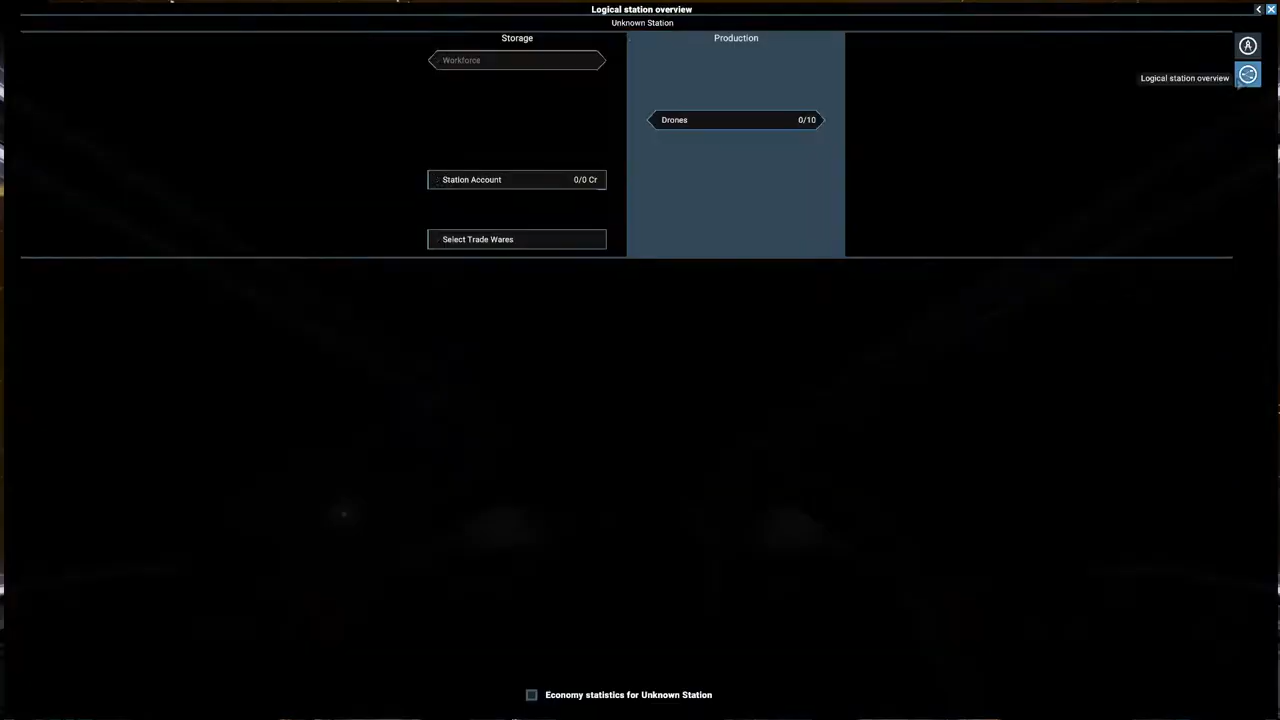 Logical station overview
Unknown Station
Storage
Production
Workforce
Logical station overview
Drones 0/10
Station Account 0/0 Cr
Select Trade Wares
Economy statistics for Unknown Station